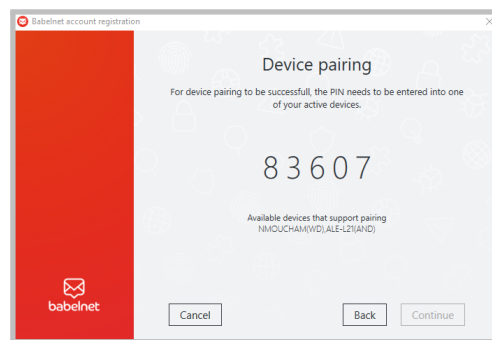 Babelnet account registration
Device pairing
For device pairing to be successfull, the PIN needs to be entered into one
of your active devices.
83607
Available devices that support pairing
NMOUCHAM(WD),ALE-L21(AND)
babelnet
Cancel
Back
Continue